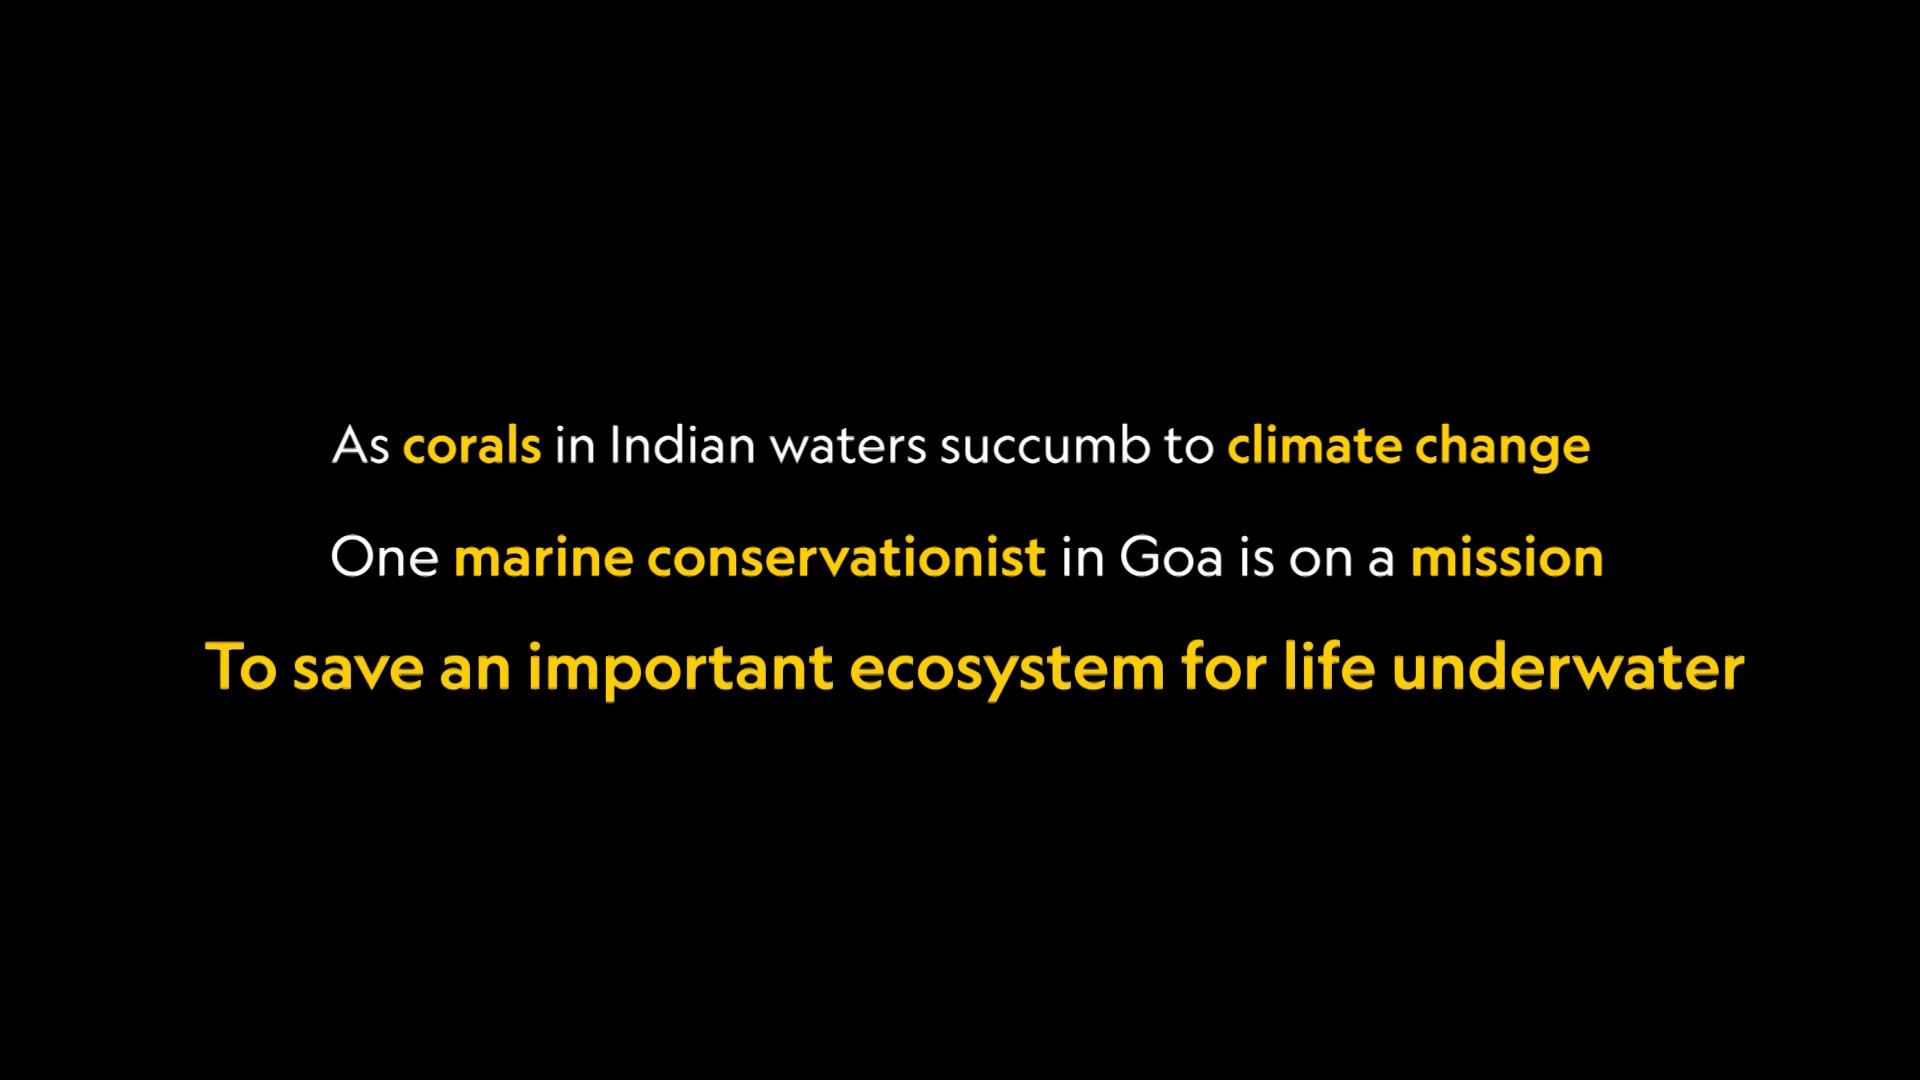 As corals in Indian waters succumb to climate change
One marine conservationist in Goa is on a mission
To save an important ecosystem for life underwater